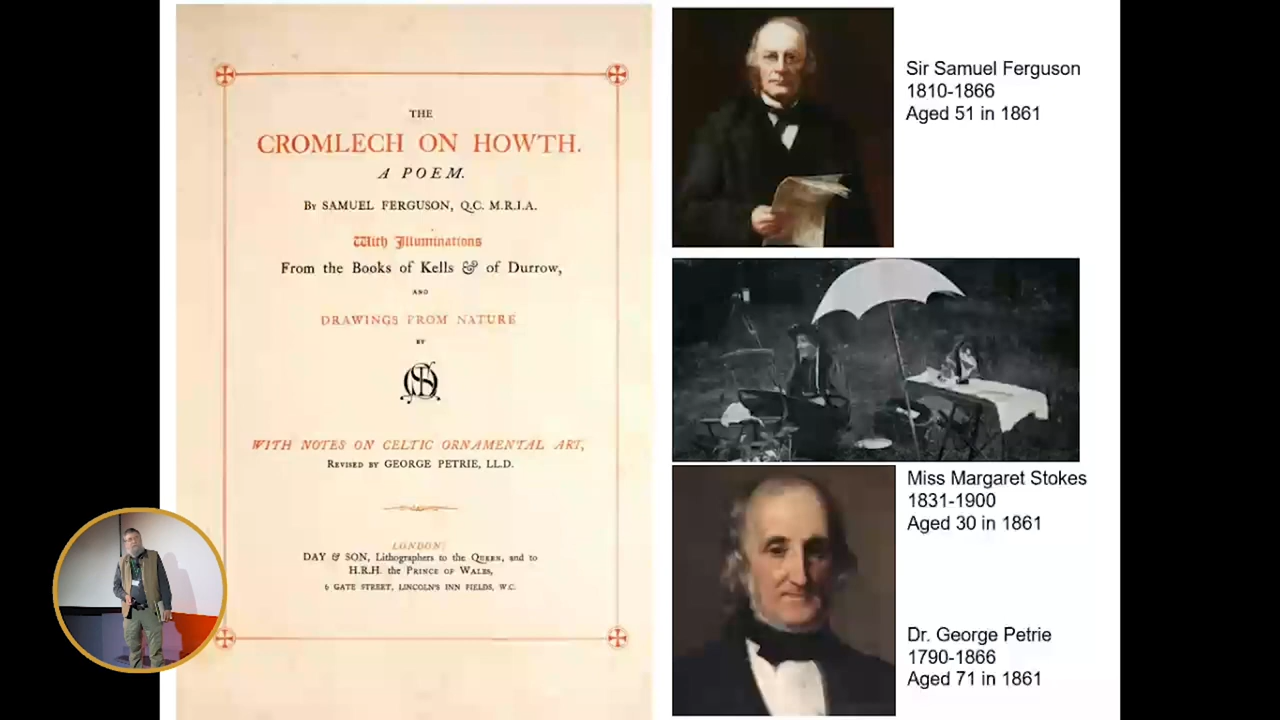 THE
CROMLECH ON HOWTH.
A POEM.
By SAMUEL FERGUSON, Q.C. M.R.I.A.
With Illuminations
From the Books of Kells & of Durrow,
AND
DRAWINGS FROM NATURE
BY
WITH NOTES ON CELTIC ORNAMENTAL ART,
REVISED BY GEORGE PETRIE, LL.D.
LONDON:
DAY & SON, Lithographers to the QUEEN, and to
H.R.H. the PRINCE OF WALES,
6 GATE STREET, LINCOLN'S INN FIELDS, W.C.
Sir Samuel Ferguson
1810-1866
Aged 51 in 1861
Miss Margaret Stokes
1831-1900
Aged 30 in 1861
Dr. George Petrie
1790-1866
Aged 71 in 1861